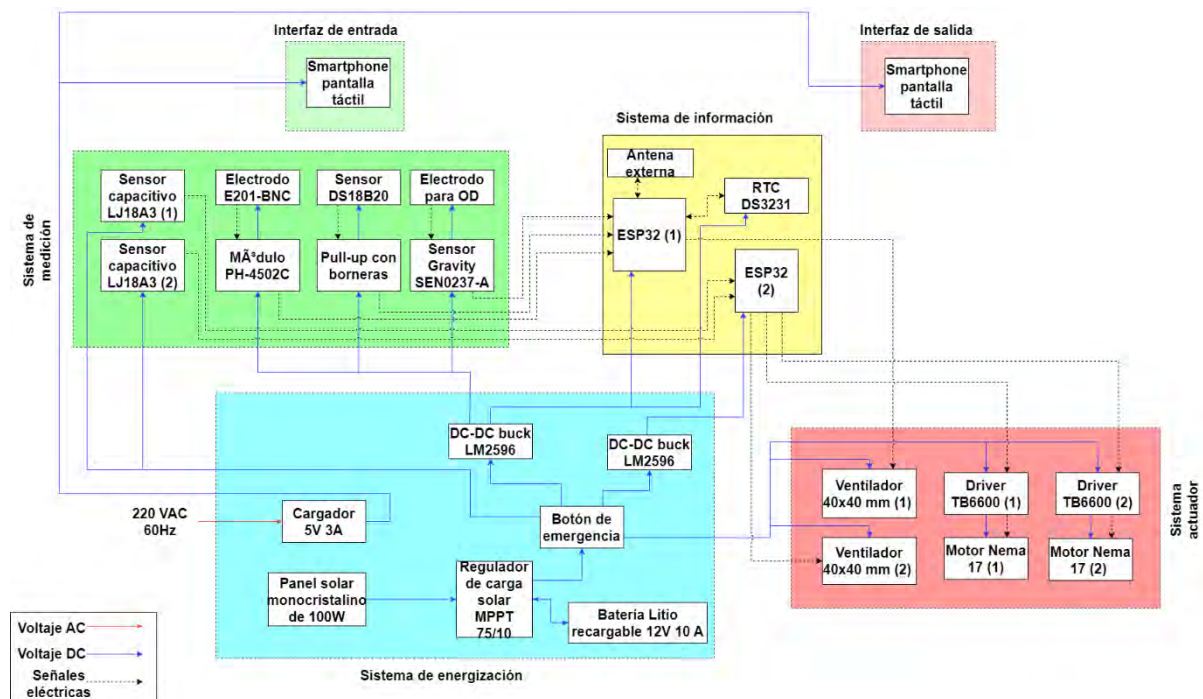 Interfaz de entrada
Smartphone
pantalla
táctil
Interfaz de salida
Smartphone
pantalla
táctil
Sistema de
medición
Sensor
capacitivo
LJ18A3 (1)
Electrodo
E201-BNC
Sensor
DS18B20
Electrodo
para OD
Sensor
capacitivo
LJ18A3 (2)
MÃªdulo
PH-4502C
Pull-up con
borneras
Sensor
Gravity
SEN0237-A
Sistema de información
Antena
externa
RTC
DS3231
ESP32 (1)
ESP32
(2)
DC-DC buck
LM2596
DC-DC buck
LM2596
220 VAC
60Hz
Cargador
5V 3A
Botón de
emergencia
Panel solar
monocristalino
de 100W
Regulador
de carga
solar
MPPT
75/10
Batería Litio
recargable 12V 10 A
Sistema de energización
Ventilador
40x40 mm (1)
Driver
TB6600 (1)
Driver
TB6600 (2)
Ventilador
40x40 mm (2)
Motor Nema
17 (1)
Motor Nema
17 (2)
Sistema
actuador
Voltaje AC
Voltaje DC
Señales
eléctricas